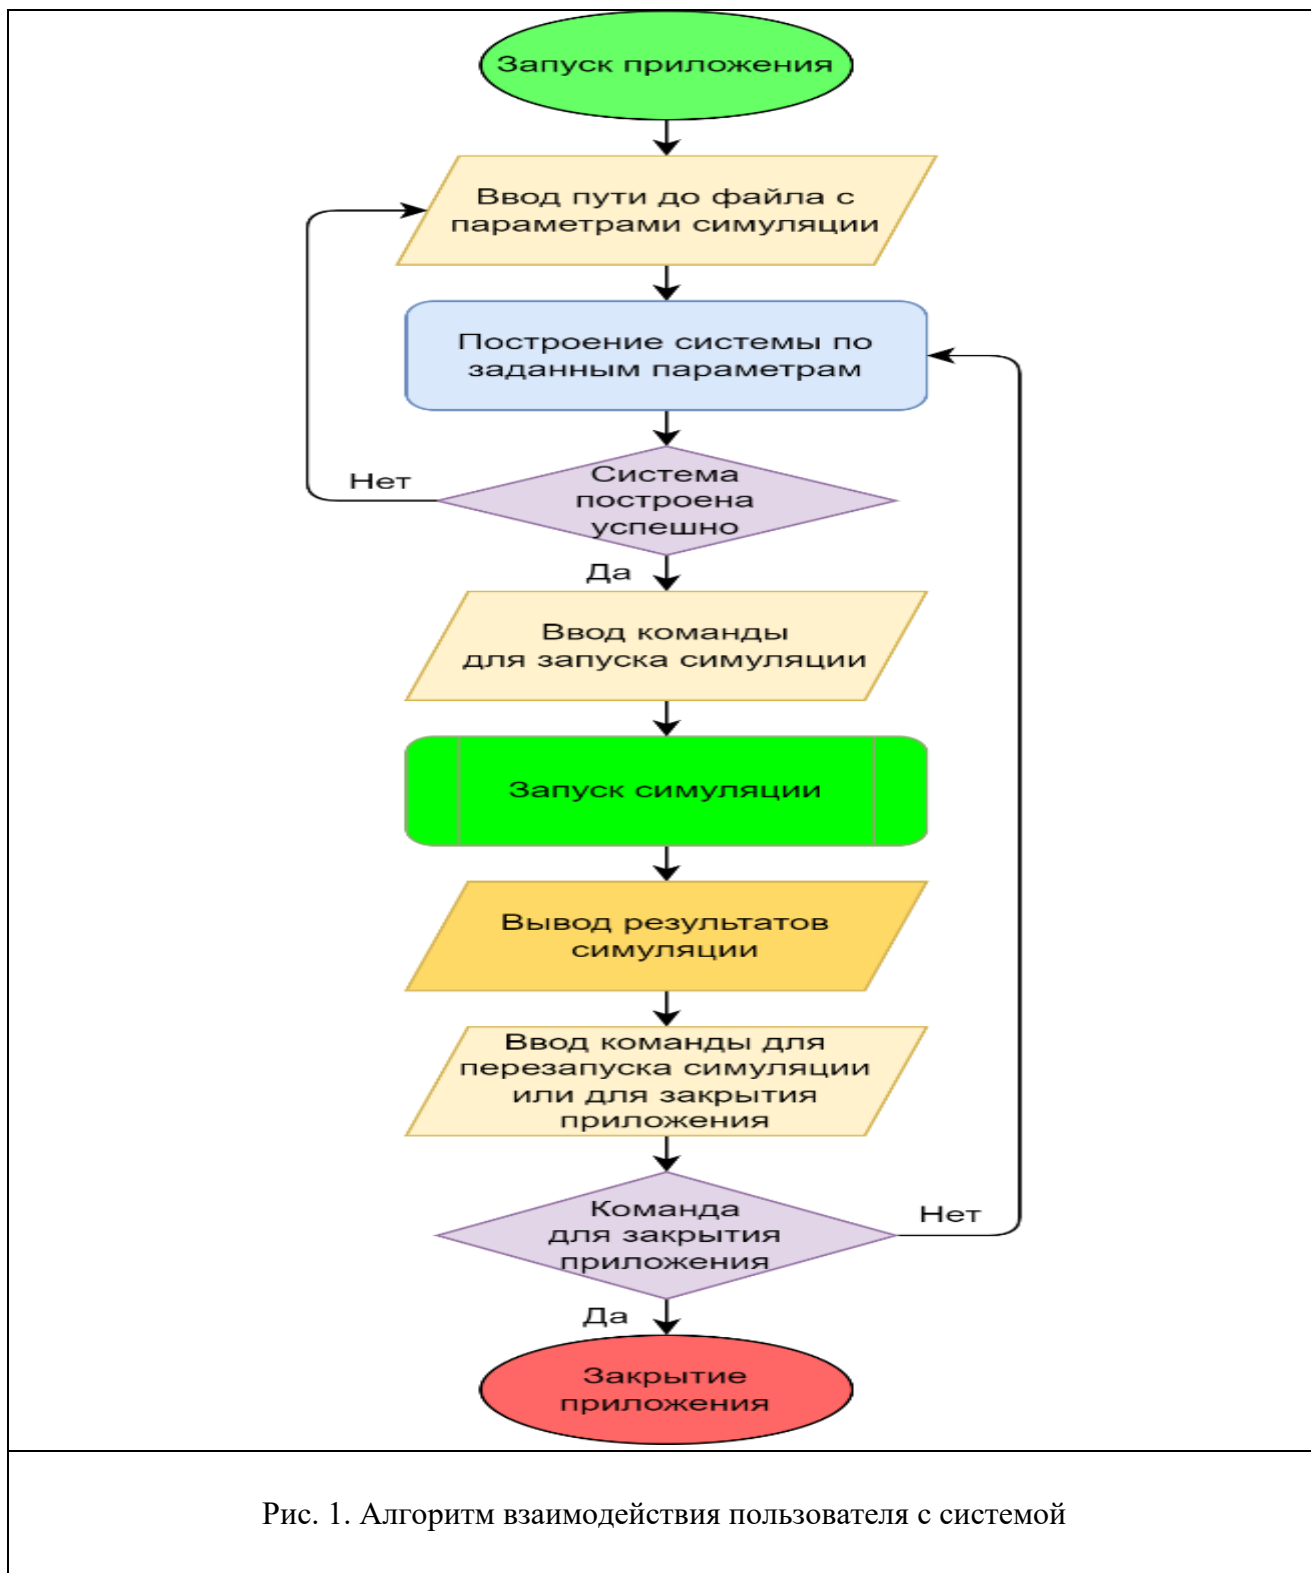 Запуск приложения
Ввод пути до файла с
параметрами симуляции
Построение системы по
заданным параметрам
Система
построена
успешно
Нет
Да
Ввод команды
для запуска симуляции
Запуск симуляции
Вывод результатов
симуляции
Ввод команды для
перезапуска симуляции
или для закрытия
приложения
Команда
для закрытия
приложения
Нет
Да
Закрытие
приложения
Рис. 1. Алгоритм взаимодействия пользователя с системой